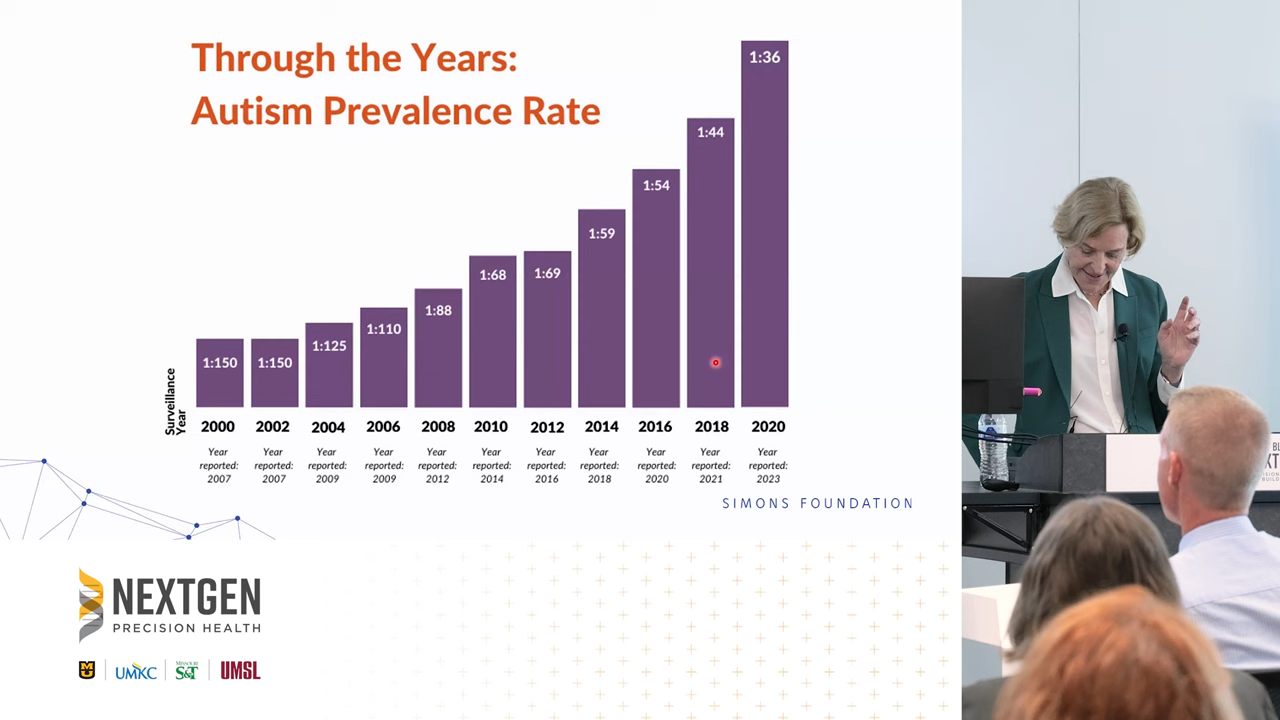 Through the Years:
Autism Prevalence Rate
1:150
1:150
1:125
1:110
1:88
1:68
1:69
1:59
1:54
1:44
1:36
Surveillance
Year
2000
2002
2004
2006
2008
2010
2012
2014
2016
2018
2020
Year
reported:
2007
Year
reported:
2007
Year
reported:
2009
Year
reported:
2009
Year
reported:
2012
Year
reported:
2014
Year
reported:
2016
Year
reported:
2018
Year
reported:
2020
Year
reported:
2021
Year
reported:
2023
SIMONS FOUNDATION
NEXTGEN
PRECISION HEALTH
MU
UMKC
MISSOURI
S&T
UMSL